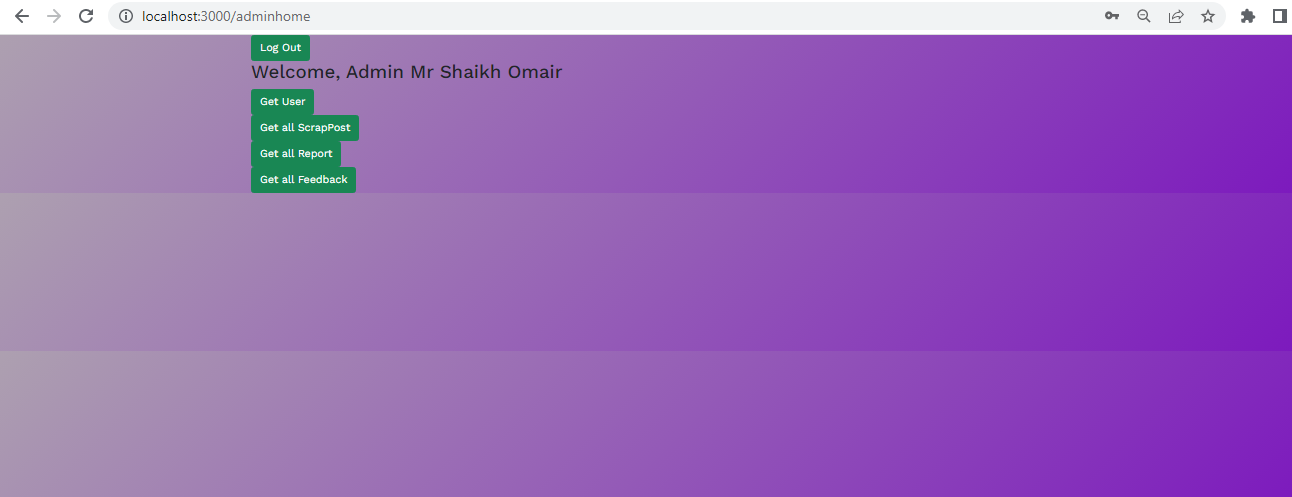 localhost:3000/adminhome
Log Out
Welcome, Admin Mr Shaikh Omair
Get User
Get all ScrapPost
Get all Report
Get all Feedback